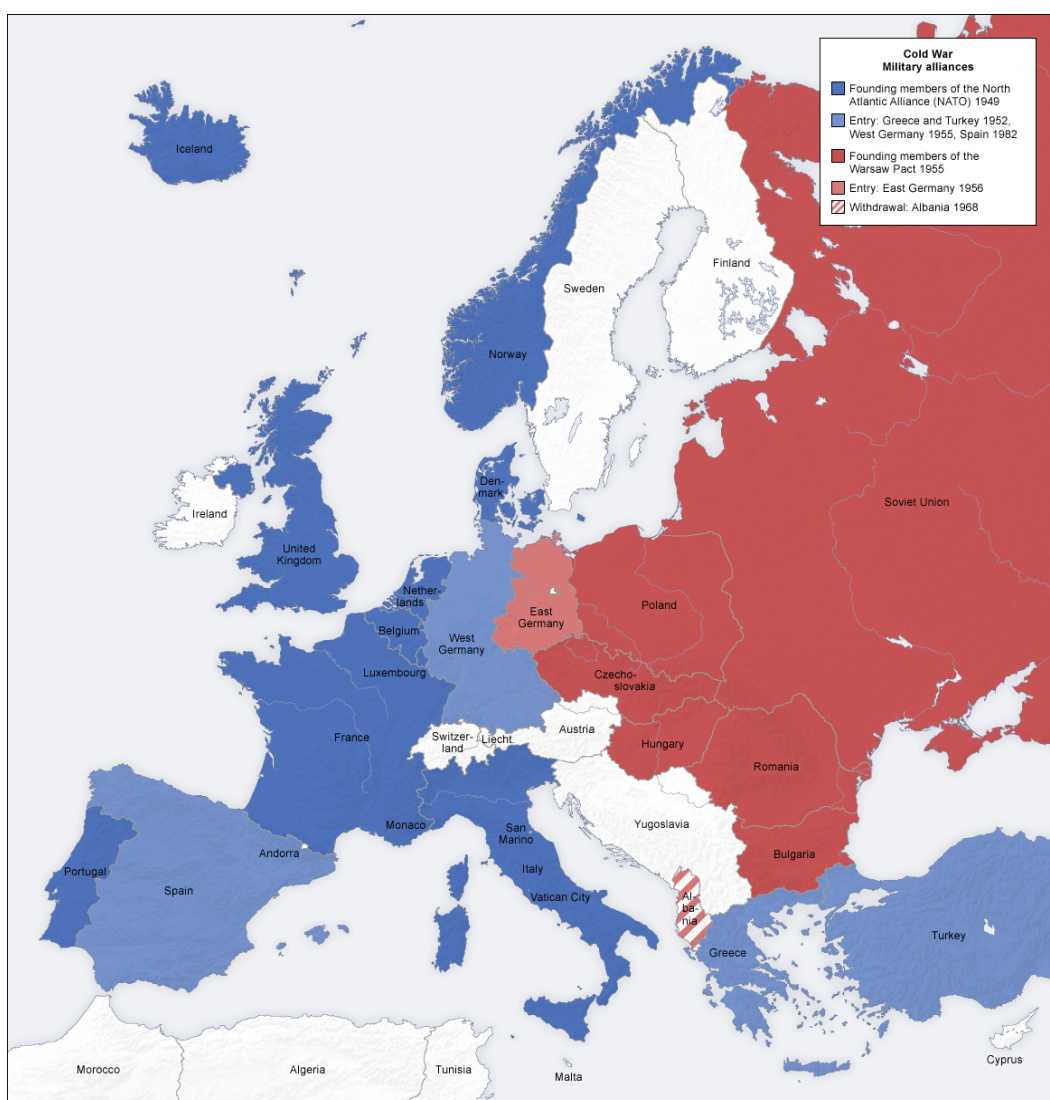 Cold War
Military alliances
Founding members of the North
Atlantic Alliance (NATO) 1949
Entry: Greece and Turkey 1952,
West Germany 1955, Spain 1982
Founding members of the
Warsaw Pact 1955
Entry: East Germany 1956
Withdrawal: Albania 1968
Iceland
Finland
Sweden
Norway
Den-
mark
Soviet Union
Ireland
United
Kingdom
Nether-
lands
Poland
East
Germany
Belgium
West
Germany
Luxembourg
Czecho-
slovakia
Austria
Switzer-
land
Liecht.
France
Hungary
Romania
Monaco
San
Marino
Yugoslavia
Andorra
Bulgaria
Portugal
Italy
Spain
Vatican City
Al-
ba-
nia
Turkey
Greece
Cyprus
Morocco
Algeria
Tunisia
Malta